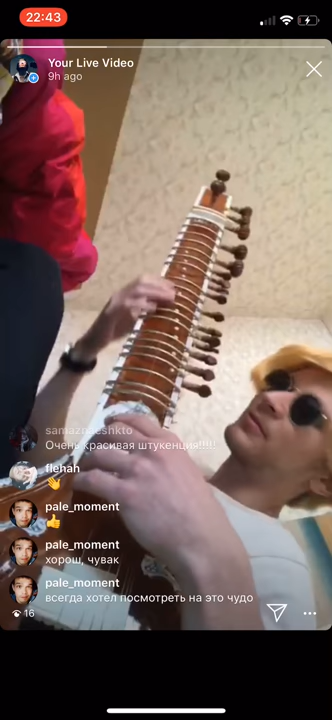 22:43
Your Live Video
9h ago
Очень красивая штукенция!!!!!
flehah
👋
pale_moment
👍
pale_moment
хорош, чувак
pale_moment
всегда хотел посмотреть на это чудо
16